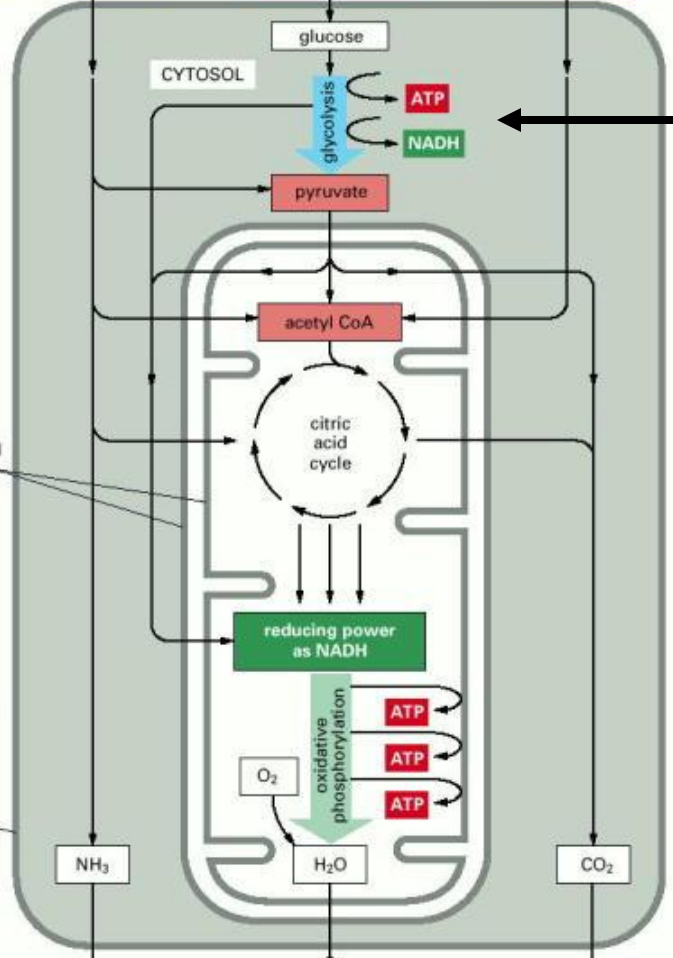 glucose
CYTOSOL
glycolysis
ATP
NADH
pyruvate
acetyl CoA
citric
acid
cycle
reducing power
as NADH
oxidative
phosphorylation
ATP
ATP
ATP
O₂
NH₃
H₂O
CO₂